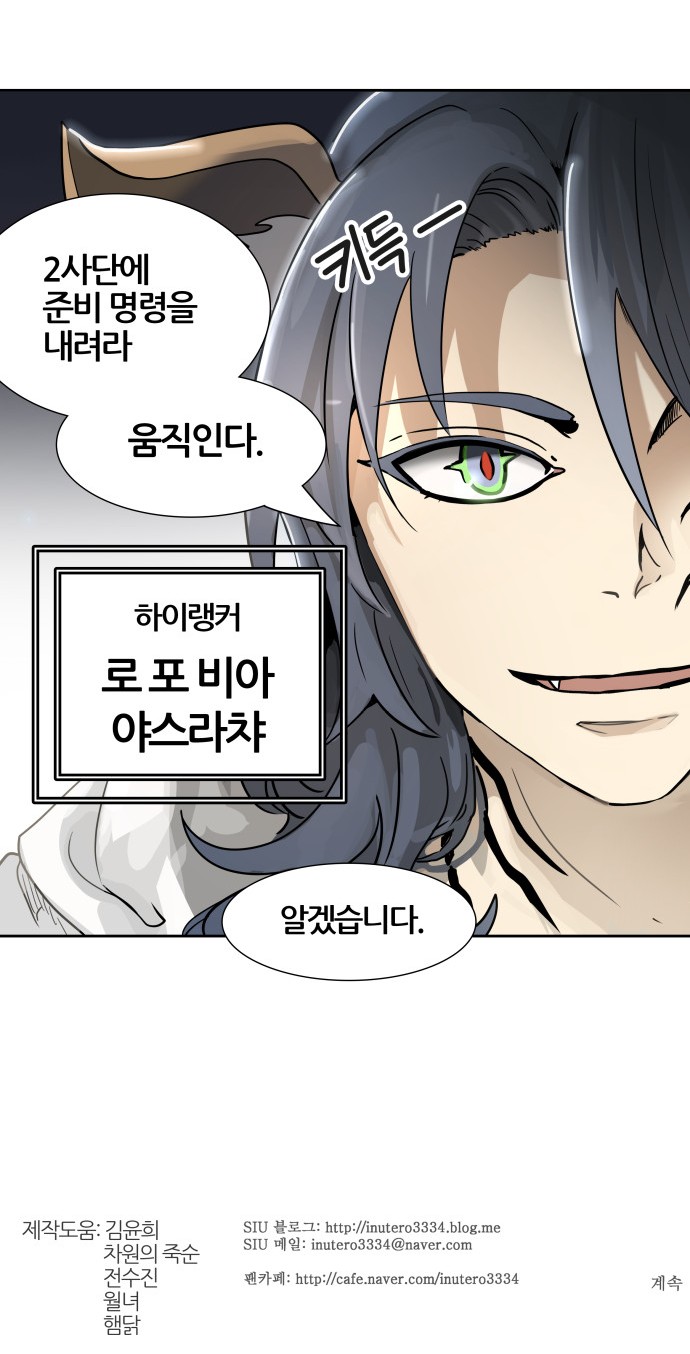 키득ー
2사단에
준비 명령을
내려라
움직인다.
하이랭커
로 포 비아
야스라챠
알겠습니다.
제작도움: 김윤희
차원의 죽순
전수진
월녀
햄닭
SIU 블로그: http://inutero3334.blog.me
SIU 메일: inutero3334@naver.com
팬카페: http://cafe.naver.com/inutero3334
계속